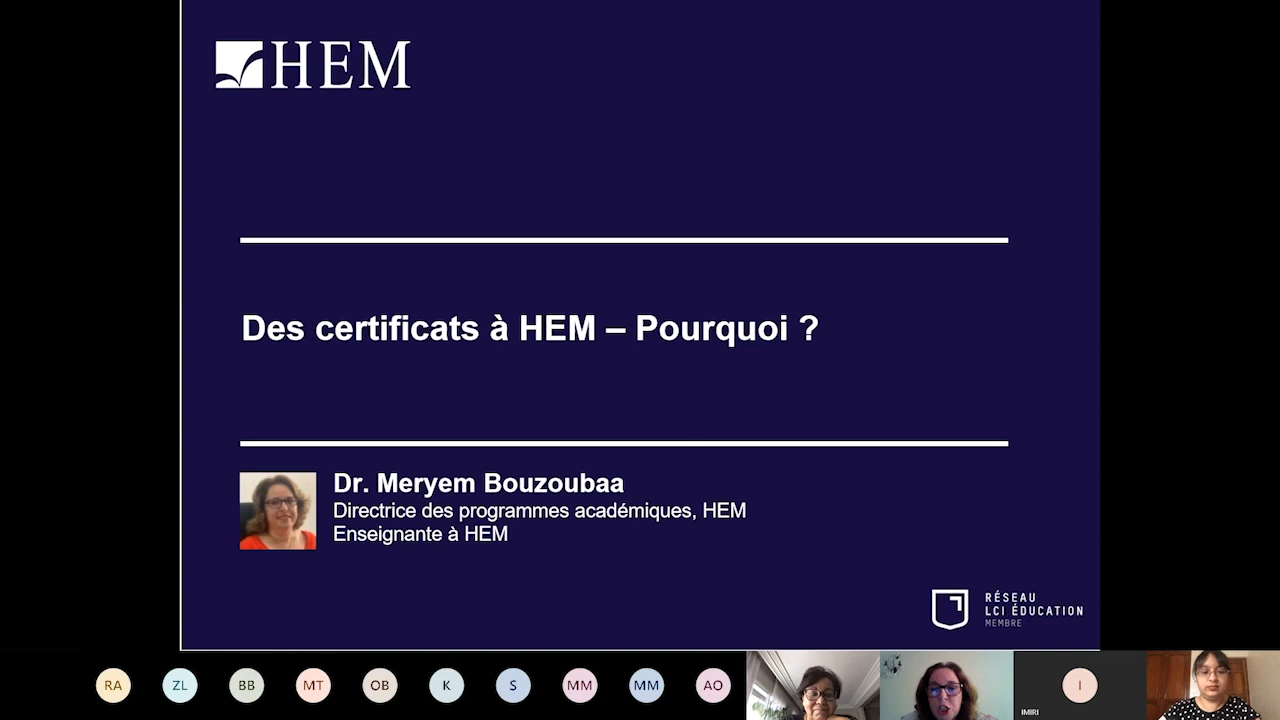 HEM
Des certificats à HEM – Pourquoi ?
Dr. Meryem Bouzoubaa
Directrice des programmes académiques, HEM
Enseignante à HEM
RÉSEAU
LCI ÉDUCATION
MEMBRE
RA ZL BB MT OB K S MM MM AO I
IMIRI